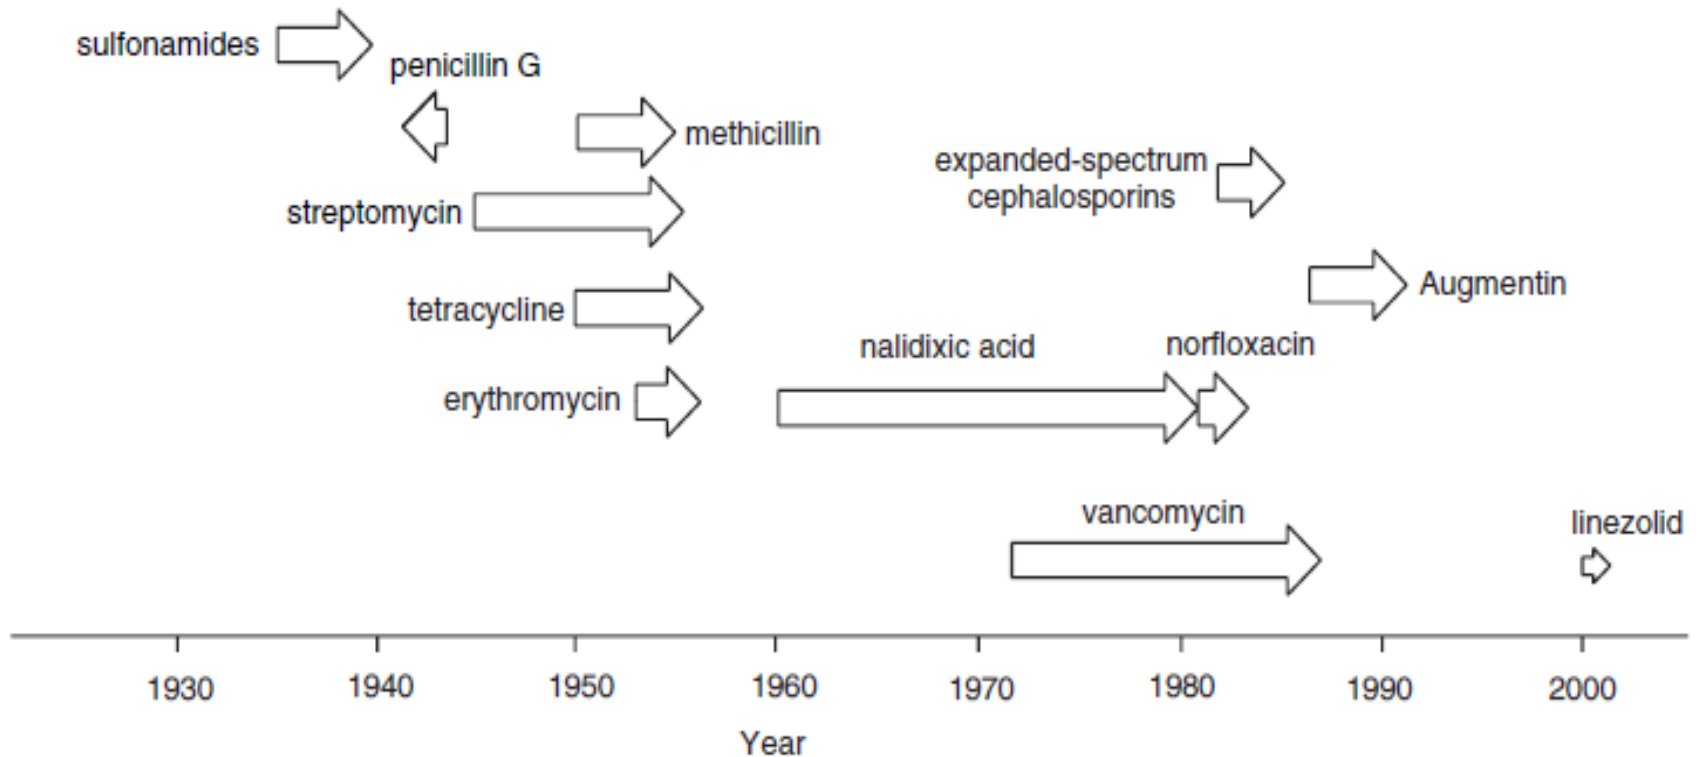 sulfonamides
penicillin G
methicillin
expanded-spectrum
cephalosporins
streptomycin
Augmentin
tetracycline
nalidixic acid
norfloxacin
erythromycin
vancomycin
linezolid
1930 1940 1950 1960 1970 1980 1990 2000
Year